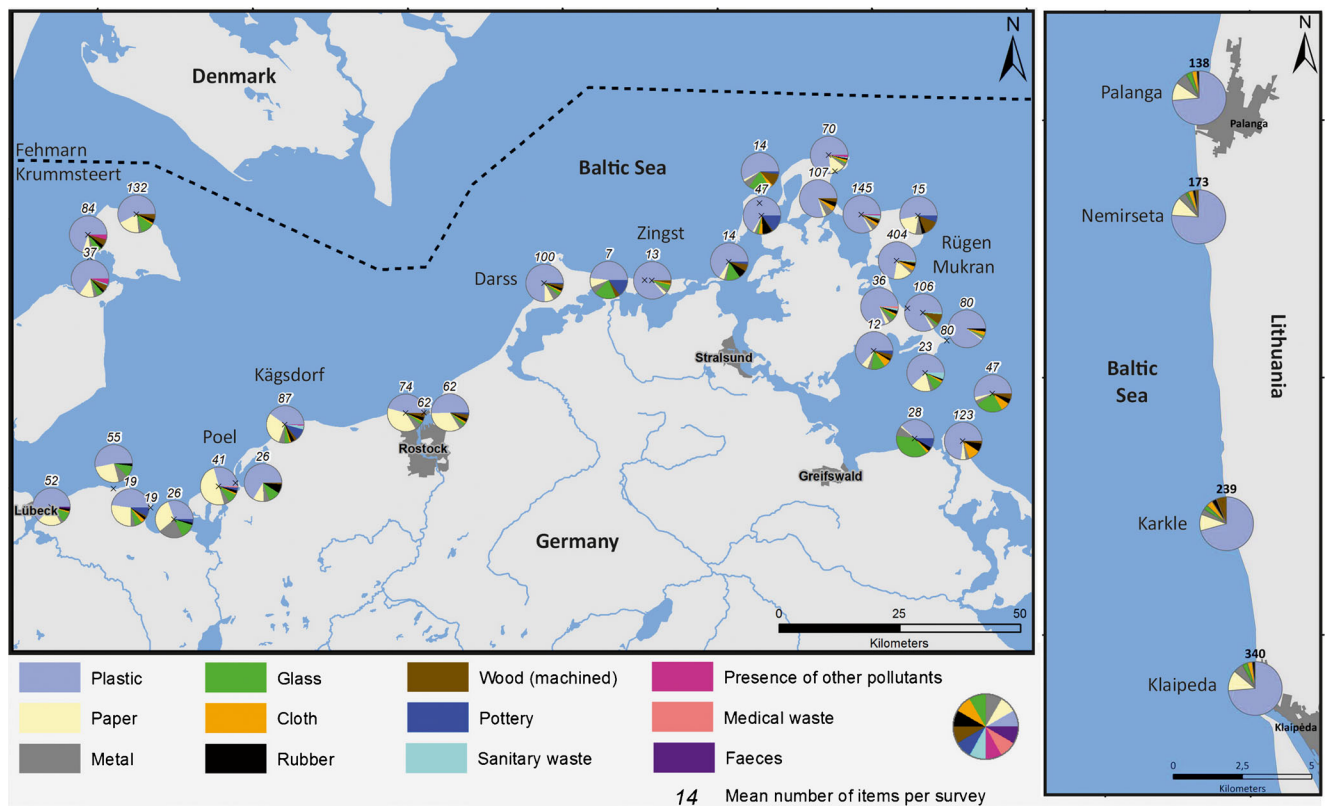 Denmark
N
Fehmarn
Krummsteert
Baltic Sea
132
84
37
14
70
47
107
145
15
Zingst
14
404
Rügen
Mukran
Darss
100
7
13
36
106
80
12
80
23
Stralsund
47
Kägsdorf
87
74
62
62
28
123
Poel
Rostock
55
41
26
Greifswald
52
19
19
26
Lübeck
Germany
0
25
50
Kilometers
N
138
Palanga
Palanga
173
Nemirseta
Lithuania
Baltic
Sea
239
Karkle
340
Klaipeda
Klaipėda
0
2,5
5
Kilometers
Plastic
Glass
Wood (machined)
Presence of other pollutants
Paper
Cloth
Pottery
Medical waste
Metal
Rubber
Sanitary waste
Faeces
14 Mean number of items per survey